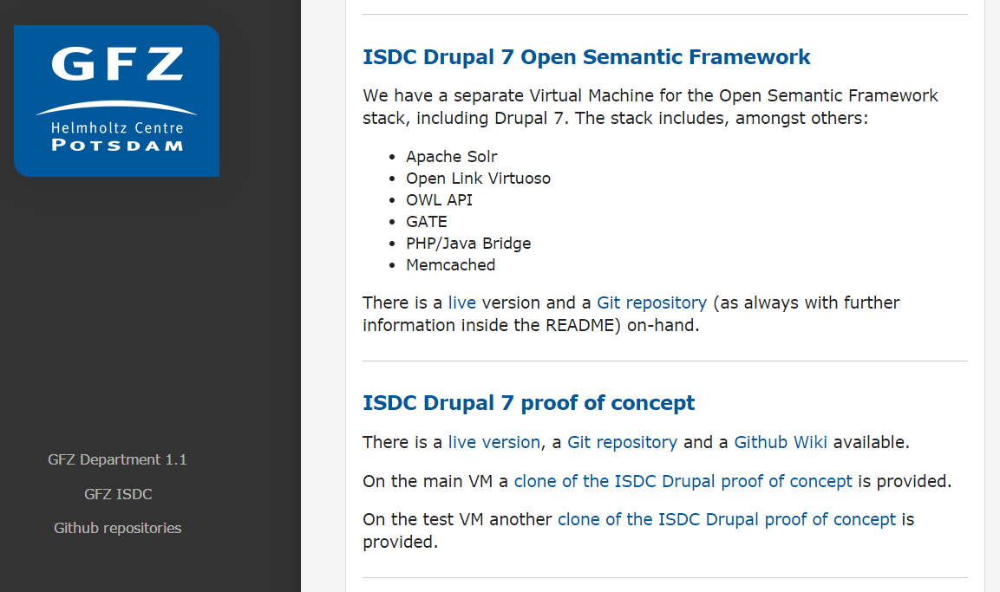 GFZ
Helmholtz Centre
POTSDAM
GFZ Department 1.1
GFZ ISDC
Github repositories
ISDC Drupal 7 Open Semantic Framework
We have a separate Virtual Machine for the Open Semantic Framework
stack, including Drupal 7. The stack includes, amongst others:
• Apache Solr
• Open Link Virtuoso
• OWL API
• GATE
• PHP/Java Bridge
• Memcached
There is a live version and a Git repository (as always with further
information inside the README) on-hand.
ISDC Drupal 7 proof of concept
There is a live version, a Git repository and a Github Wiki available.
On the main VM a clone of the ISDC Drupal proof of concept is provided.
On the test VM another clone of the ISDC Drupal proof of concept is
provided.